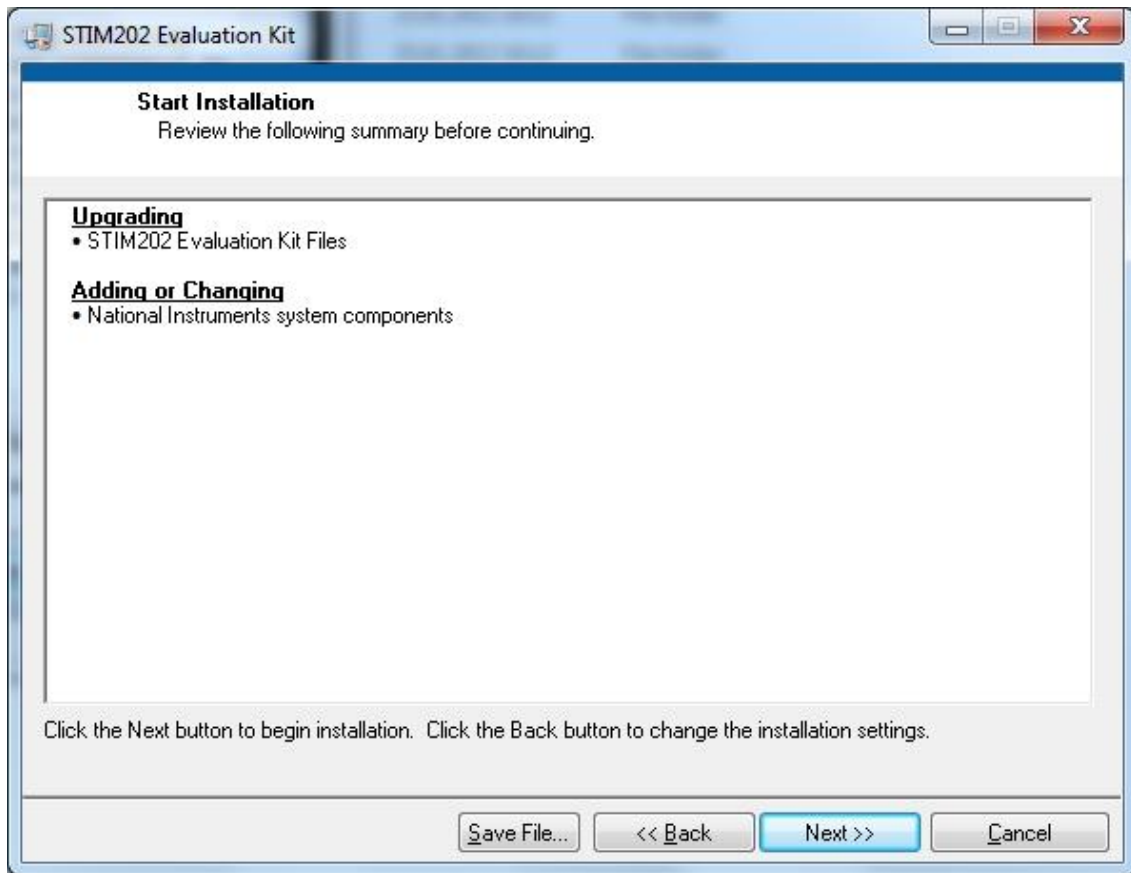 STIM202 Evaluation Kit
Start Installation
Review the following summary before continuing.
Upgrading
• STIM202 Evaluation Kit Files
Adding or Changing
• National Instruments system components
Click the Next button to begin installation.  Click the Back button to change the installation settings.
Save File... << Back Next >> Cancel